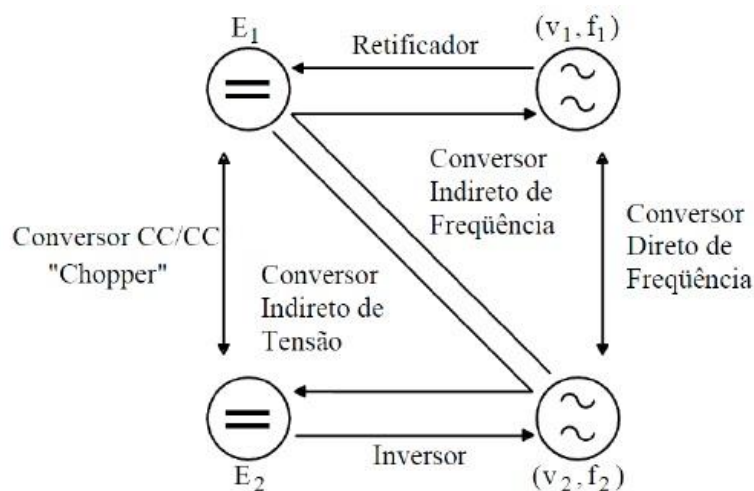 E1
(v1, f1)
Retificador
Conversor
Indireto de
Freqüência
Conversor CC/CC
"Chopper"
Conversor
Direto de
Freqüência
Conversor
Indireto de
Tensão
Inversor
E2
(v2, f2)